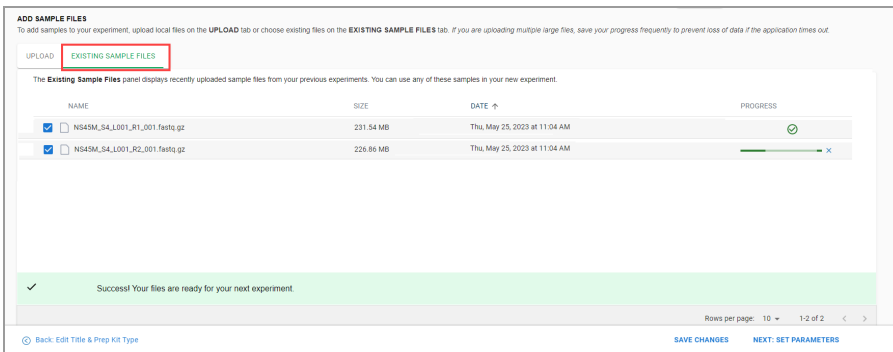 ADD SAMPLE FILES
To add samples to your experiment, upload local files on the UPLOAD tab or choose existing files on the EXISTING SAMPLE FILES tab. If you are uploading multiple large files, save your progress frequently to prevent loss of data if the application times out.
UPLOAD EXISTING SAMPLE FILES
The Existing Sample Files panel displays recently uploaded sample files from your previous experiments. You can use any of these samples in your new experiment.
NAME SIZE DATE ↑ PROGRESS
NS45M_S4_L001_R1_001.fastq.gz 231.54 MB Thu, May 25, 2023 at 11:04 AM
NS45M_S4_L001_R2_001.fastq.gz 226.86 MB Thu, May 25, 2023 at 11:04 AM
Success! Your files are ready for your next experiment.
Rows per page: 10 1-2 of 2
Back: Edit Title & Prep Kit Type SAVE CHANGES NEXT: SET PARAMETERS